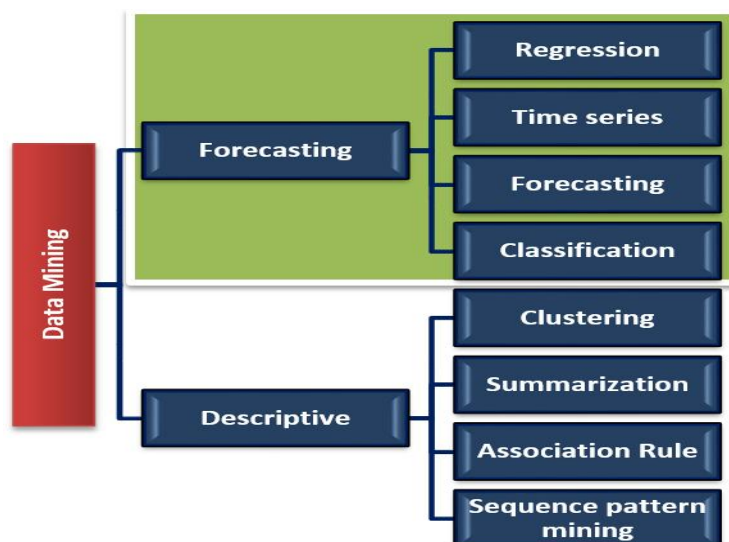 Data Mining
Forecasting
Regression
Time series
Forecasting
Classification
Descriptive
Clustering
Summarization
Association Rule
Sequence pattern
mining